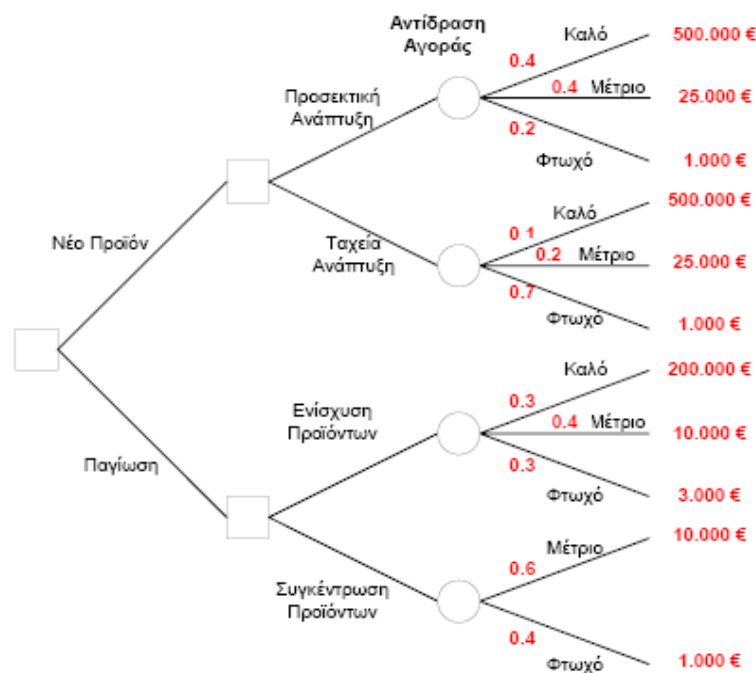 Αντίδραση
Αγοράς
Καλό
500.000 €
0.4
0.4 Μέτριο
25.000 €
Προσεκτική
Ανάπτυξη
0.2
Φτωχό
1.000 €
Καλό
500.000 €
Νέο Προϊόν
Ταχεία
Ανάπτυξη
0.1
0.2 Μέτριο
25.000 €
0.7
Φτωχό
1.000 €
Καλό
200.000 €
Ενίσχυση
Προϊόντων
0.3
0.4 Μέτριο
10.000 €
Παγίωση
0.3
Φτωχό
3.000 €
Μέτριο
10.000 €
0.6
Συγκέντρωση
Προϊόντων
0.4
Φτωχό
1.000 €